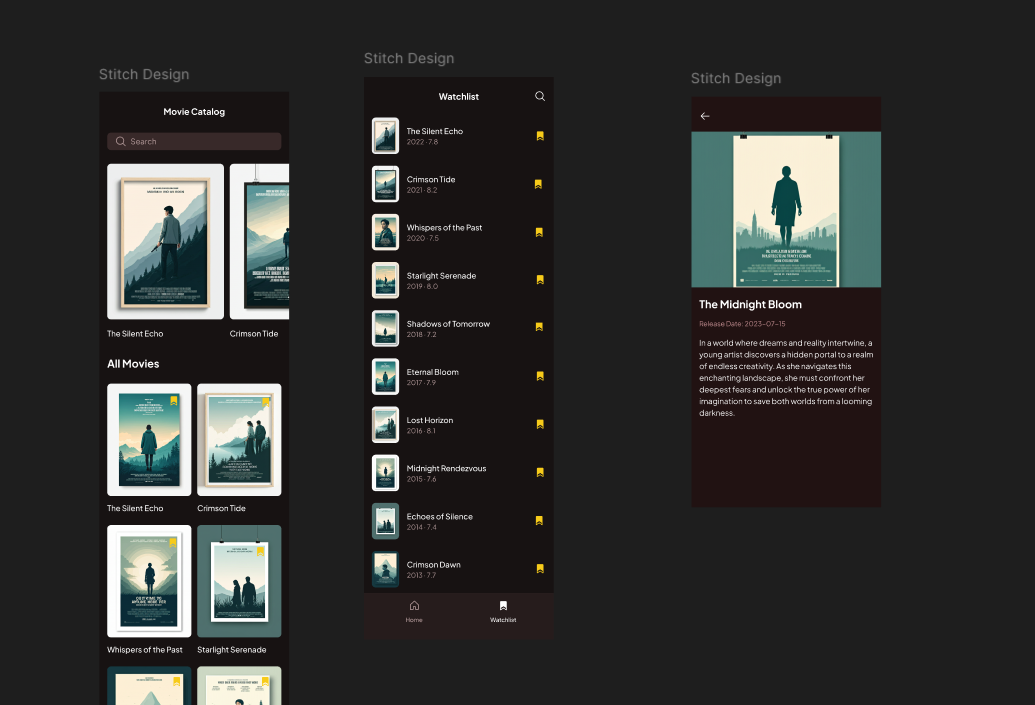 Stitch Design
Movie Catalog
Search
The Silent Echo
Crimson Tide
All Movies
The Silent Echo
Crimson Tide
Whispers of the Past
Starlight Serenade
Stitch Design
Watchlist
The Silent Echo
2022 · 7.8
Crimson Tide
2021 · 8.2
Whispers of the Past
2020 · 7.5
Starlight Serenade
2019 · 8.0
Shadows of Tomorrow
2018 · 7.2
Eternal Bloom
2017 · 7.9
Lost Horizon
2016 · 8.1
Midnight Rendezvous
2015 · 7.6
Echoes of Silence
2014 · 7.4
Crimson Dawn
2013 · 7.7
Home
Watchlist
Stitch Design
The Midnight Bloom
Release Date: 2023-07-15
In a world where dreams and reality intertwine, a
young artist discovers a hidden portal to a realm
of endless creativity. As she navigates this
enchanting landscape, she must confront her
deepest fears and unlock the true power of her
imagination to save both worlds from a looming
darkness.